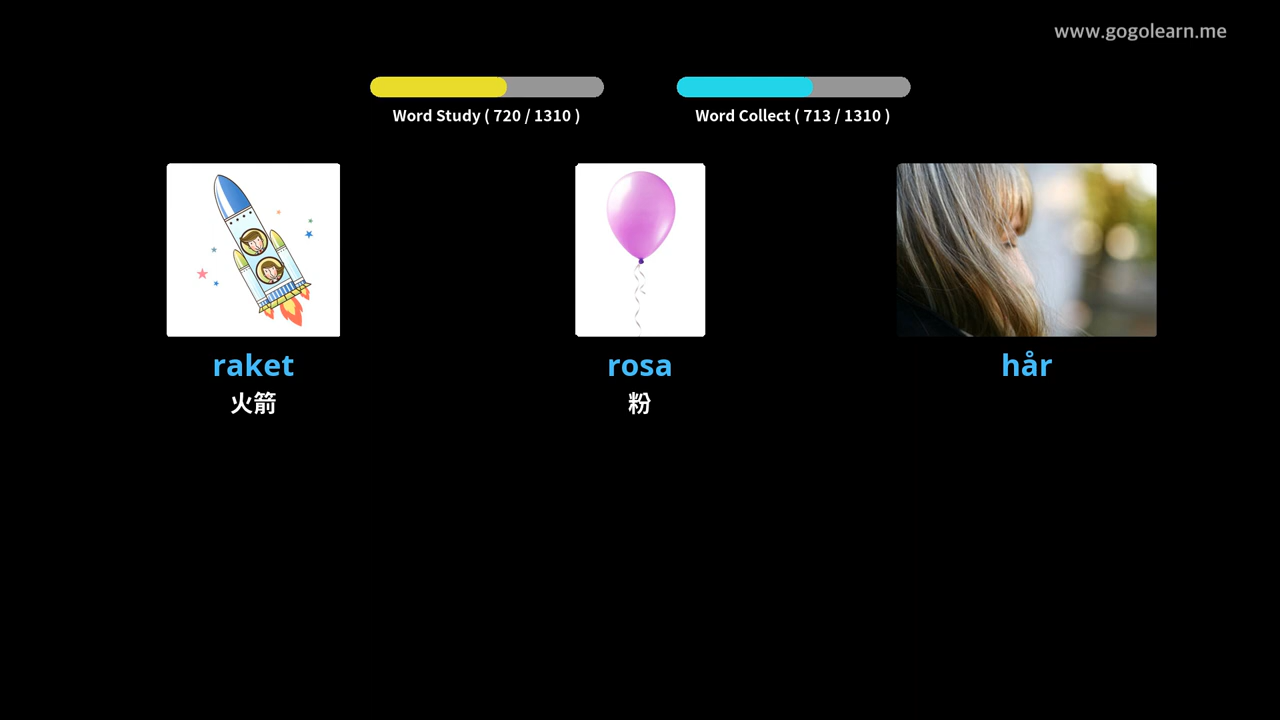 www.gogolearn.me
Word Study ( 720 / 1310 )
Word Collect ( 713 / 1310 )
raket
火箭
rosa
粉
hår